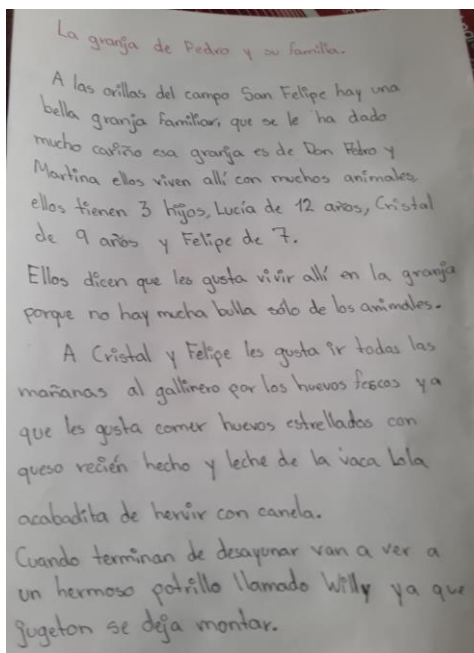 La granja de Pedro y su familia.
A las orillas del campo San Felipe hay una
bella granja familiar, que se le ha dado
mucho cariño esa granja es de Don Pedro y
Martina ellos viven allí con muchos animales,
ellos tienen 3 hijos, Lucía de 12 años, Cristal
de 9 años y Felipe de 7.
Ellos dicen que les gusta vivir allí en la granja
porque no hay mucha bulla sólo de los animales.
A Cristal y Felipe les gusta ir todas las
mañanas al gallinero por los huevos fescos ya
que les gusta comer huevos estrellados con
queso recién hecho y leche de la vaca Lola
acabadita de hervir con canela.
Cuando terminan de desayunar van a ver a
un hermoso potrillo llamado Willy ya que
jugeton se deja montar.